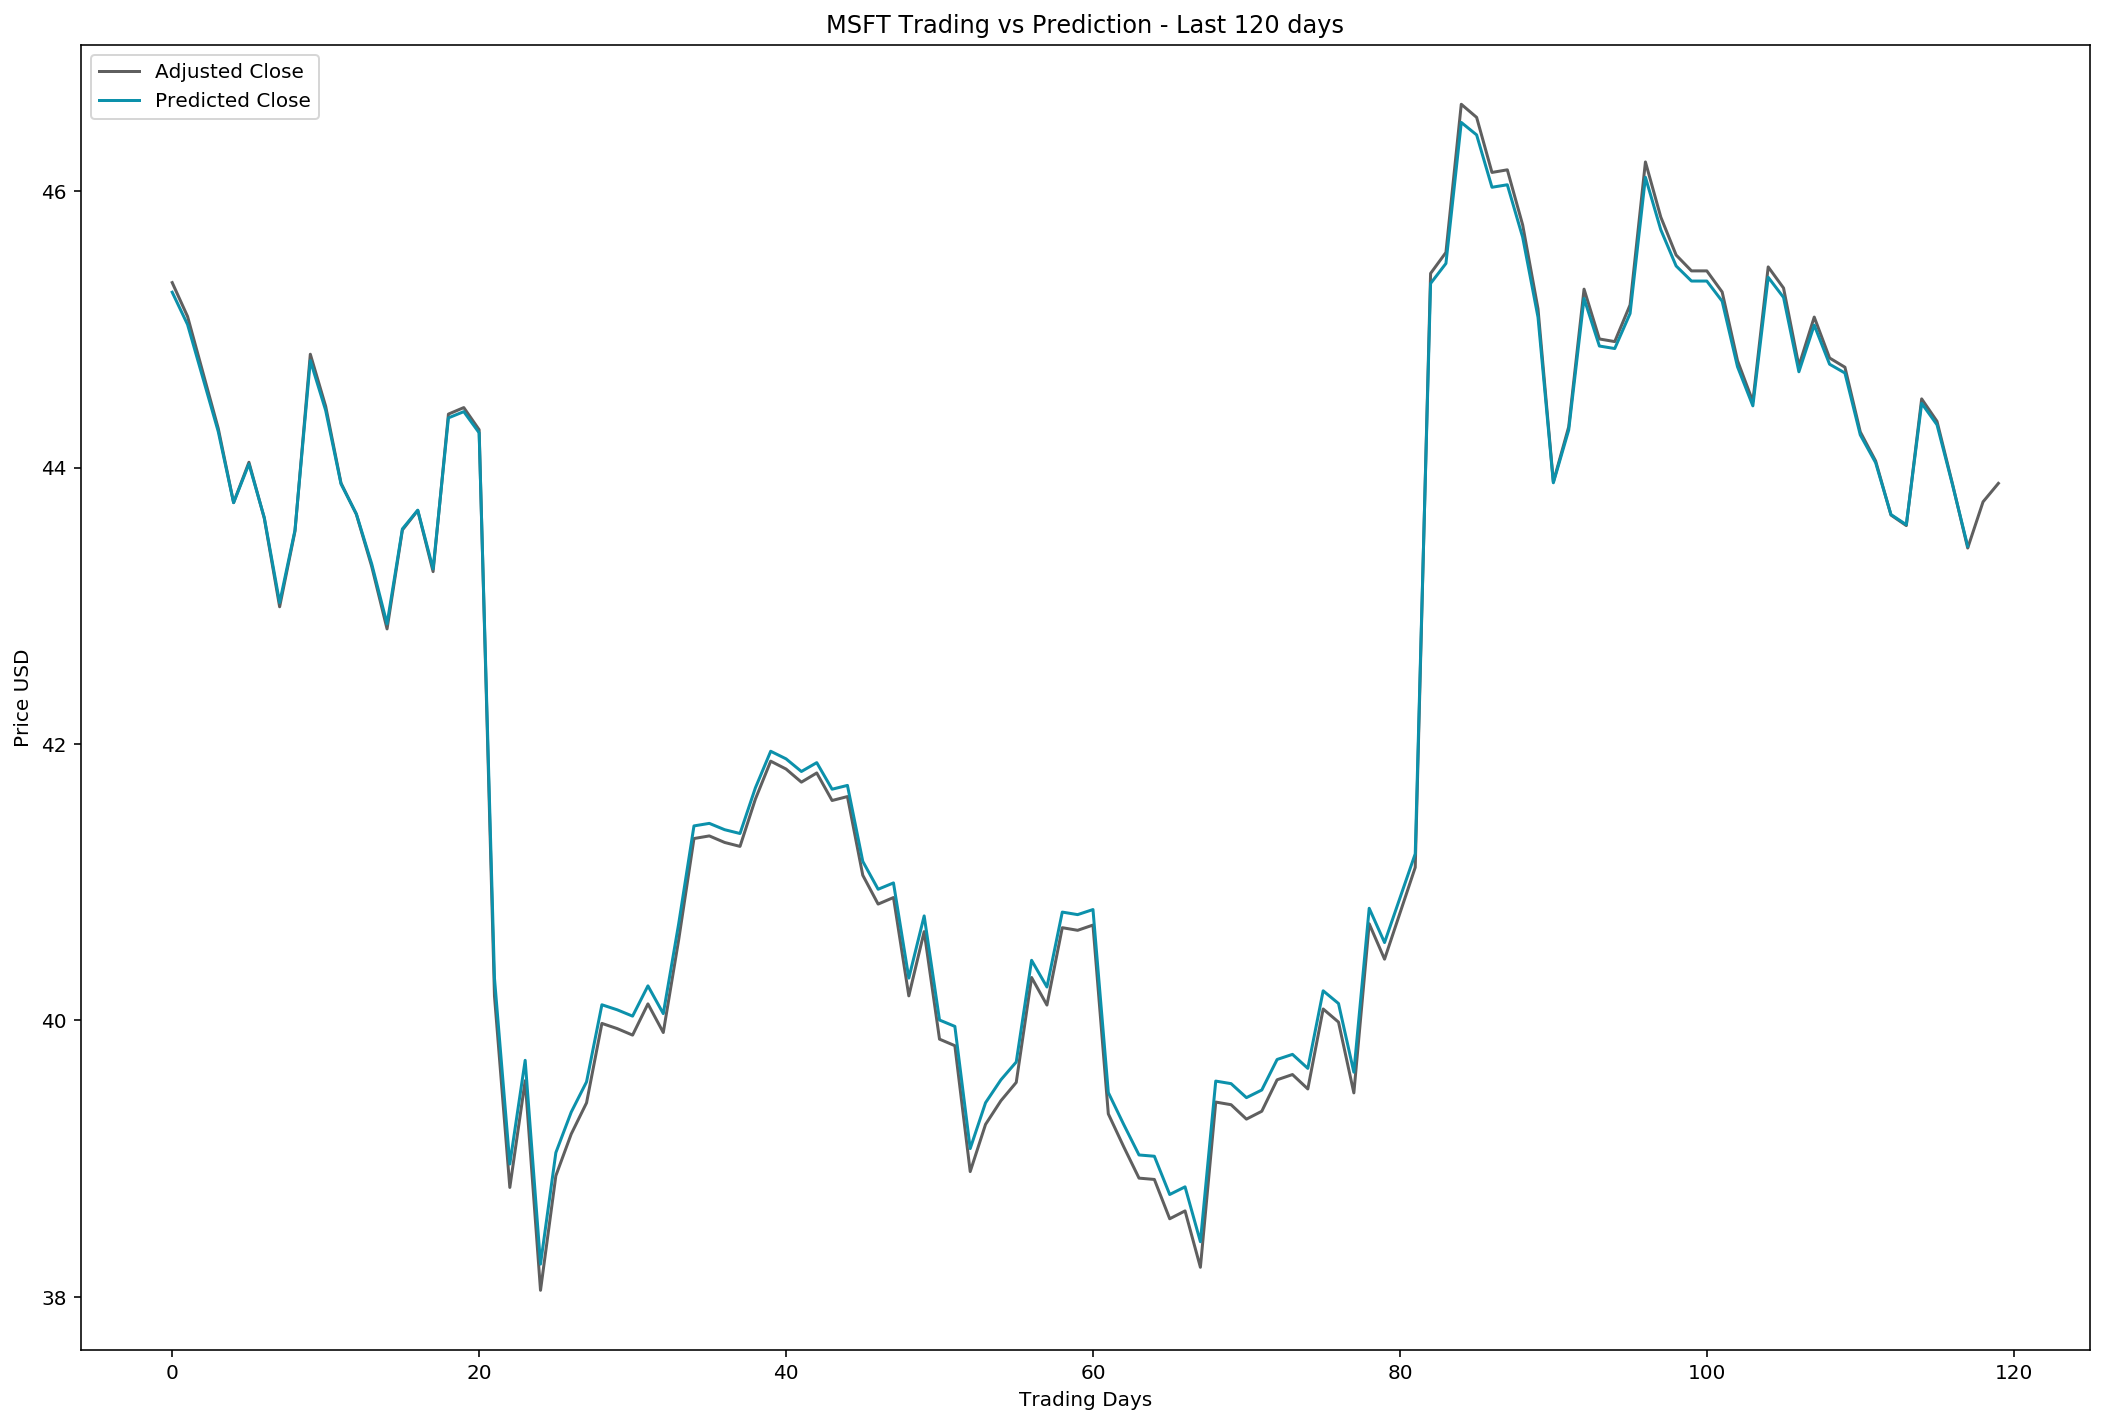 MSFT Trading vs Prediction - Last 120 days
Adjusted Close
Predicted Close
46
44
42
40
38
Price USD
0 20 40 60 80 100 120
Trading Days